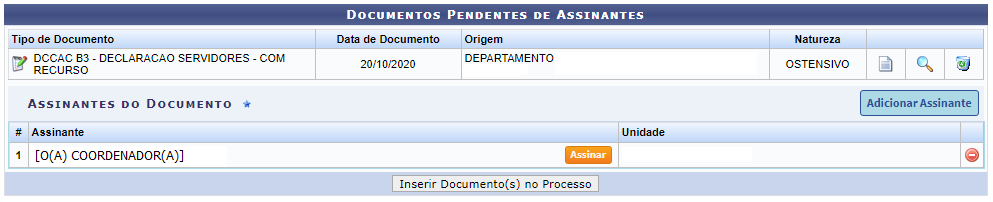 DOCUMENTOS PENDENTES DE ASSINANTES
Tipo de Documento Data de Documento Origem Natureza
DCCAC B3 - DECLARACAO SERVIDORES - COM RECURSO 20/10/2020 DEPARTAMENTO OSTENSIVO
ASSINANTES DO DOCUMENTO Adicionar Assinante
# Assinante Unidade
1 [O(A) COORDENADOR(A)] Assinar
Inserir Documento(s) no Processo